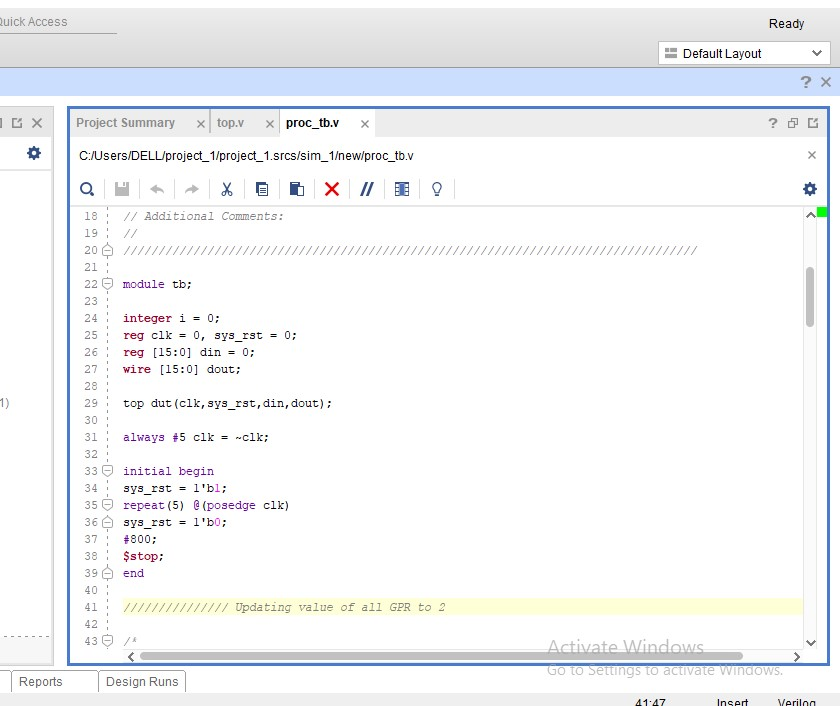 Quick Access
Ready
Default Layout
?
Project Summary top.v proc_tb.v
?
C:/Users/DELL/project_1/project_1.srcs/sim_1/new/proc_tb.v
18 // Additional Comments:
19 //
20 //////////////////////////////////////////////////////////////////////////////////
21
22 module tb;
23
24 integer i = 0;
25 reg clk = 0, sys_rst = 0;
26 reg [15:0] din = 0;
27 wire [15:0] dout;
28
1)
29 top dut(clk,sys_rst,din,dout);
30
31 always #5 clk = ~clk;
32
33 initial begin
34 sys_rst = 1'b1;
35 repeat(5) @(posedge clk)
36 sys_rst = 1'b0;
37 #800;
38 $stop;
39 end
40
41 /////////////// Updating value of all GPR to 2
42
43 /*
Activate Windows
Go to Settings to activate Windows.
Reports Design Runs
41:47 Insert Verilog